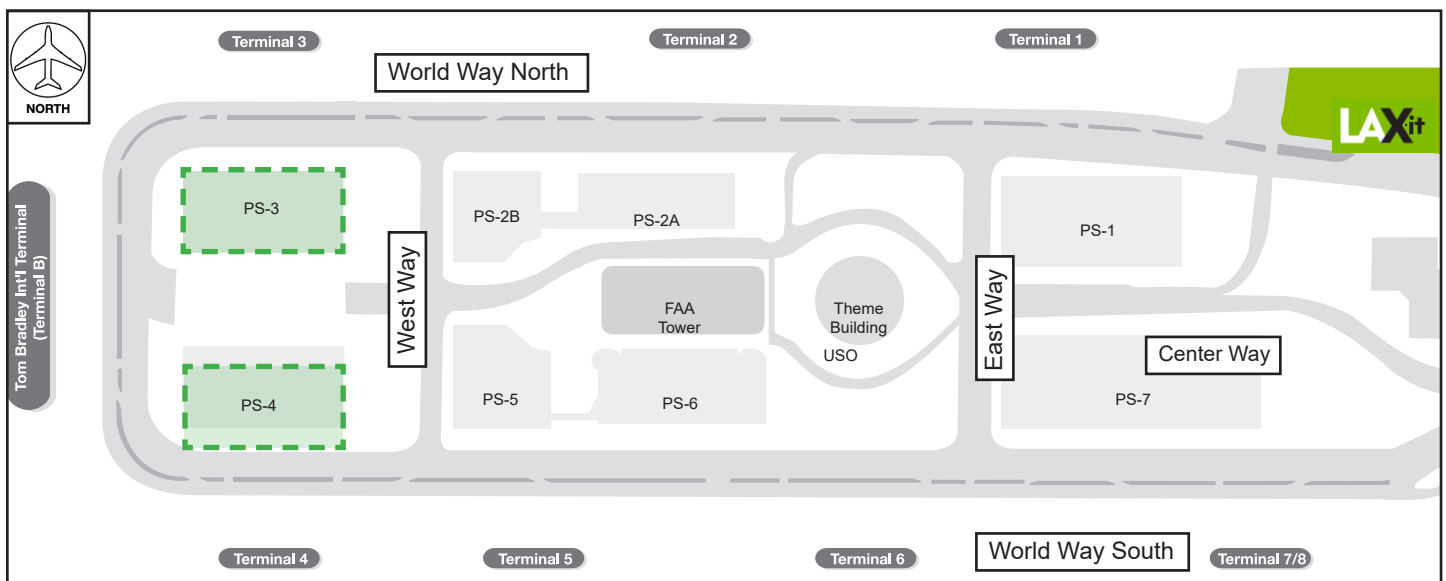 NORTH
Terminal 3
Terminal 2
Terminal 1
World Way North
LAX-it
Tom Bradley Int'l Terminal
(Terminal B)
PS-3
PS-2B
PS-2A
PS-1
West Way
FAA
Tower
Theme
Building
USO
East Way
Center Way
PS-4
PS-5
PS-6
PS-7
World Way South
Terminal 4
Terminal 5
Terminal 6
Terminal 7/8